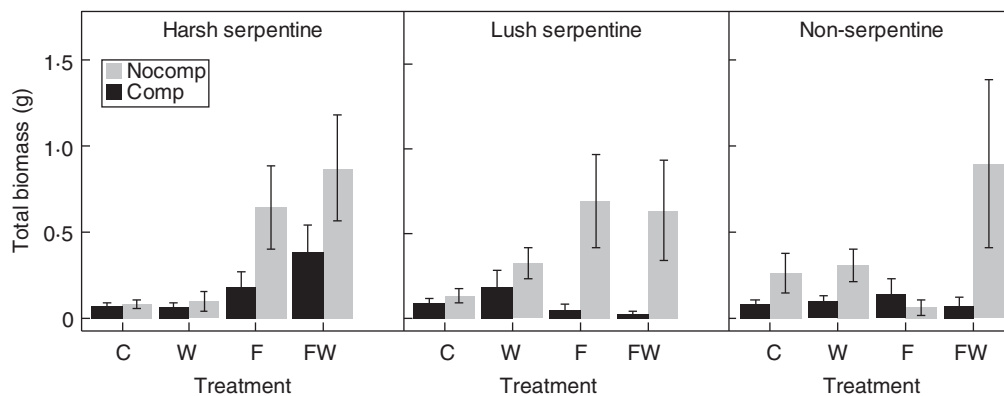 Harsh serpentine
Lush serpentine
Non-serpentine
Nocomp
Comp
Total biomass (g)
1·5
1·0
0·5
0
C W F FW
C W F FW
C W F FW
Treatment
Treatment
Treatment